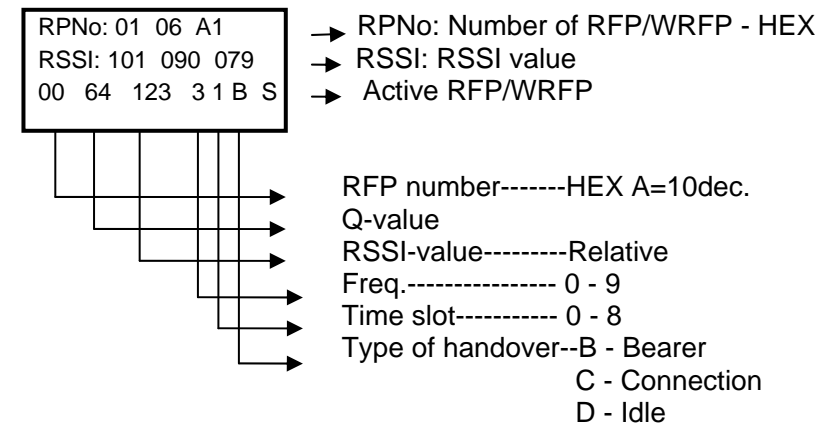 RPNo: 01 06 A1 RPNo: Number of RFP/WRFP - HEX
RSSI: 101 090 079 RSSI: RSSI value
00 64 123 3 1 B S Active RFP/WRFP
RFP number-------HEX A=10dec.
Q-value
RSSI-value---------Relative
Freq.---------------- 0 - 9
Time slot----------- 0 - 8
Type of handover--B - Bearer
C - Connection
D - Idle